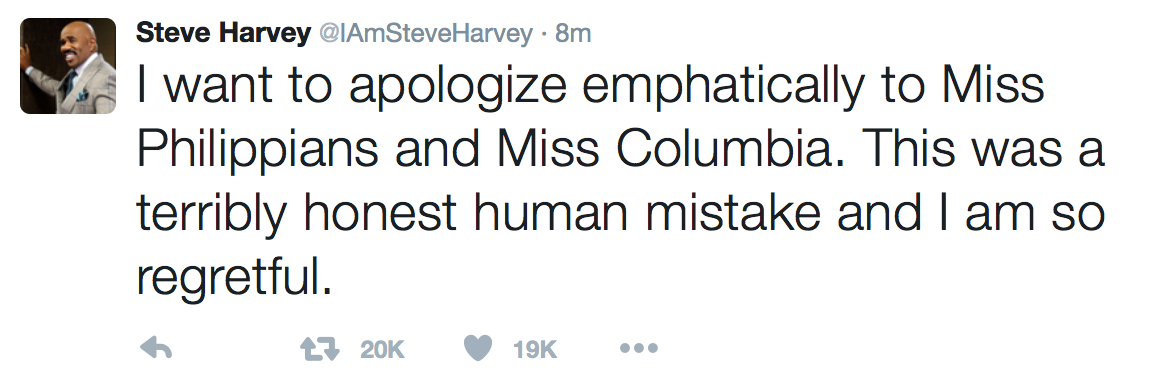 Steve Harvey @IAmSteveHarvey · 8m
I want to apologize emphatically to Miss
Philippians and Miss Columbia. This was a
terribly honest human mistake and I am so
regretful.
20K 19K